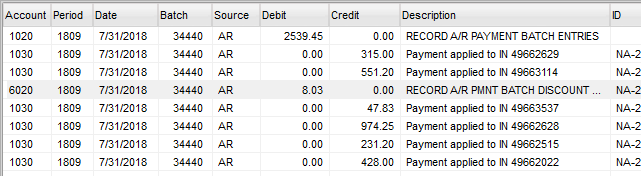 Account Period Date Batch Source Debit Credit Description ID
1020 1809 7/31/2018 34440 AR 2539.45 0.00 RECORD A/R PAYMENT BATCH ENTRIES
1030 1809 7/31/2018 34440 AR 0.00 315.00 Payment applied to IN 49662629 NA-2
1030 1809 7/31/2018 34440 AR 0.00 551.20 Payment applied to IN 49663114 NA-2
6020 1809 7/31/2018 34440 AR 8.03 0.00 RECORD A/R PMNT BATCH DISCOUNT ... NA-2
1030 1809 7/31/2018 34440 AR 0.00 47.83 Payment applied to IN 49663537 NA-2
1030 1809 7/31/2018 34440 AR 0.00 974.25 Payment applied to IN 49662628 NA-2
1030 1809 7/31/2018 34440 AR 0.00 231.20 Payment applied to IN 49662515 NA-2
1030 1809 7/31/2018 34440 AR 0.00 428.00 Payment applied to IN 49662022 NA-2